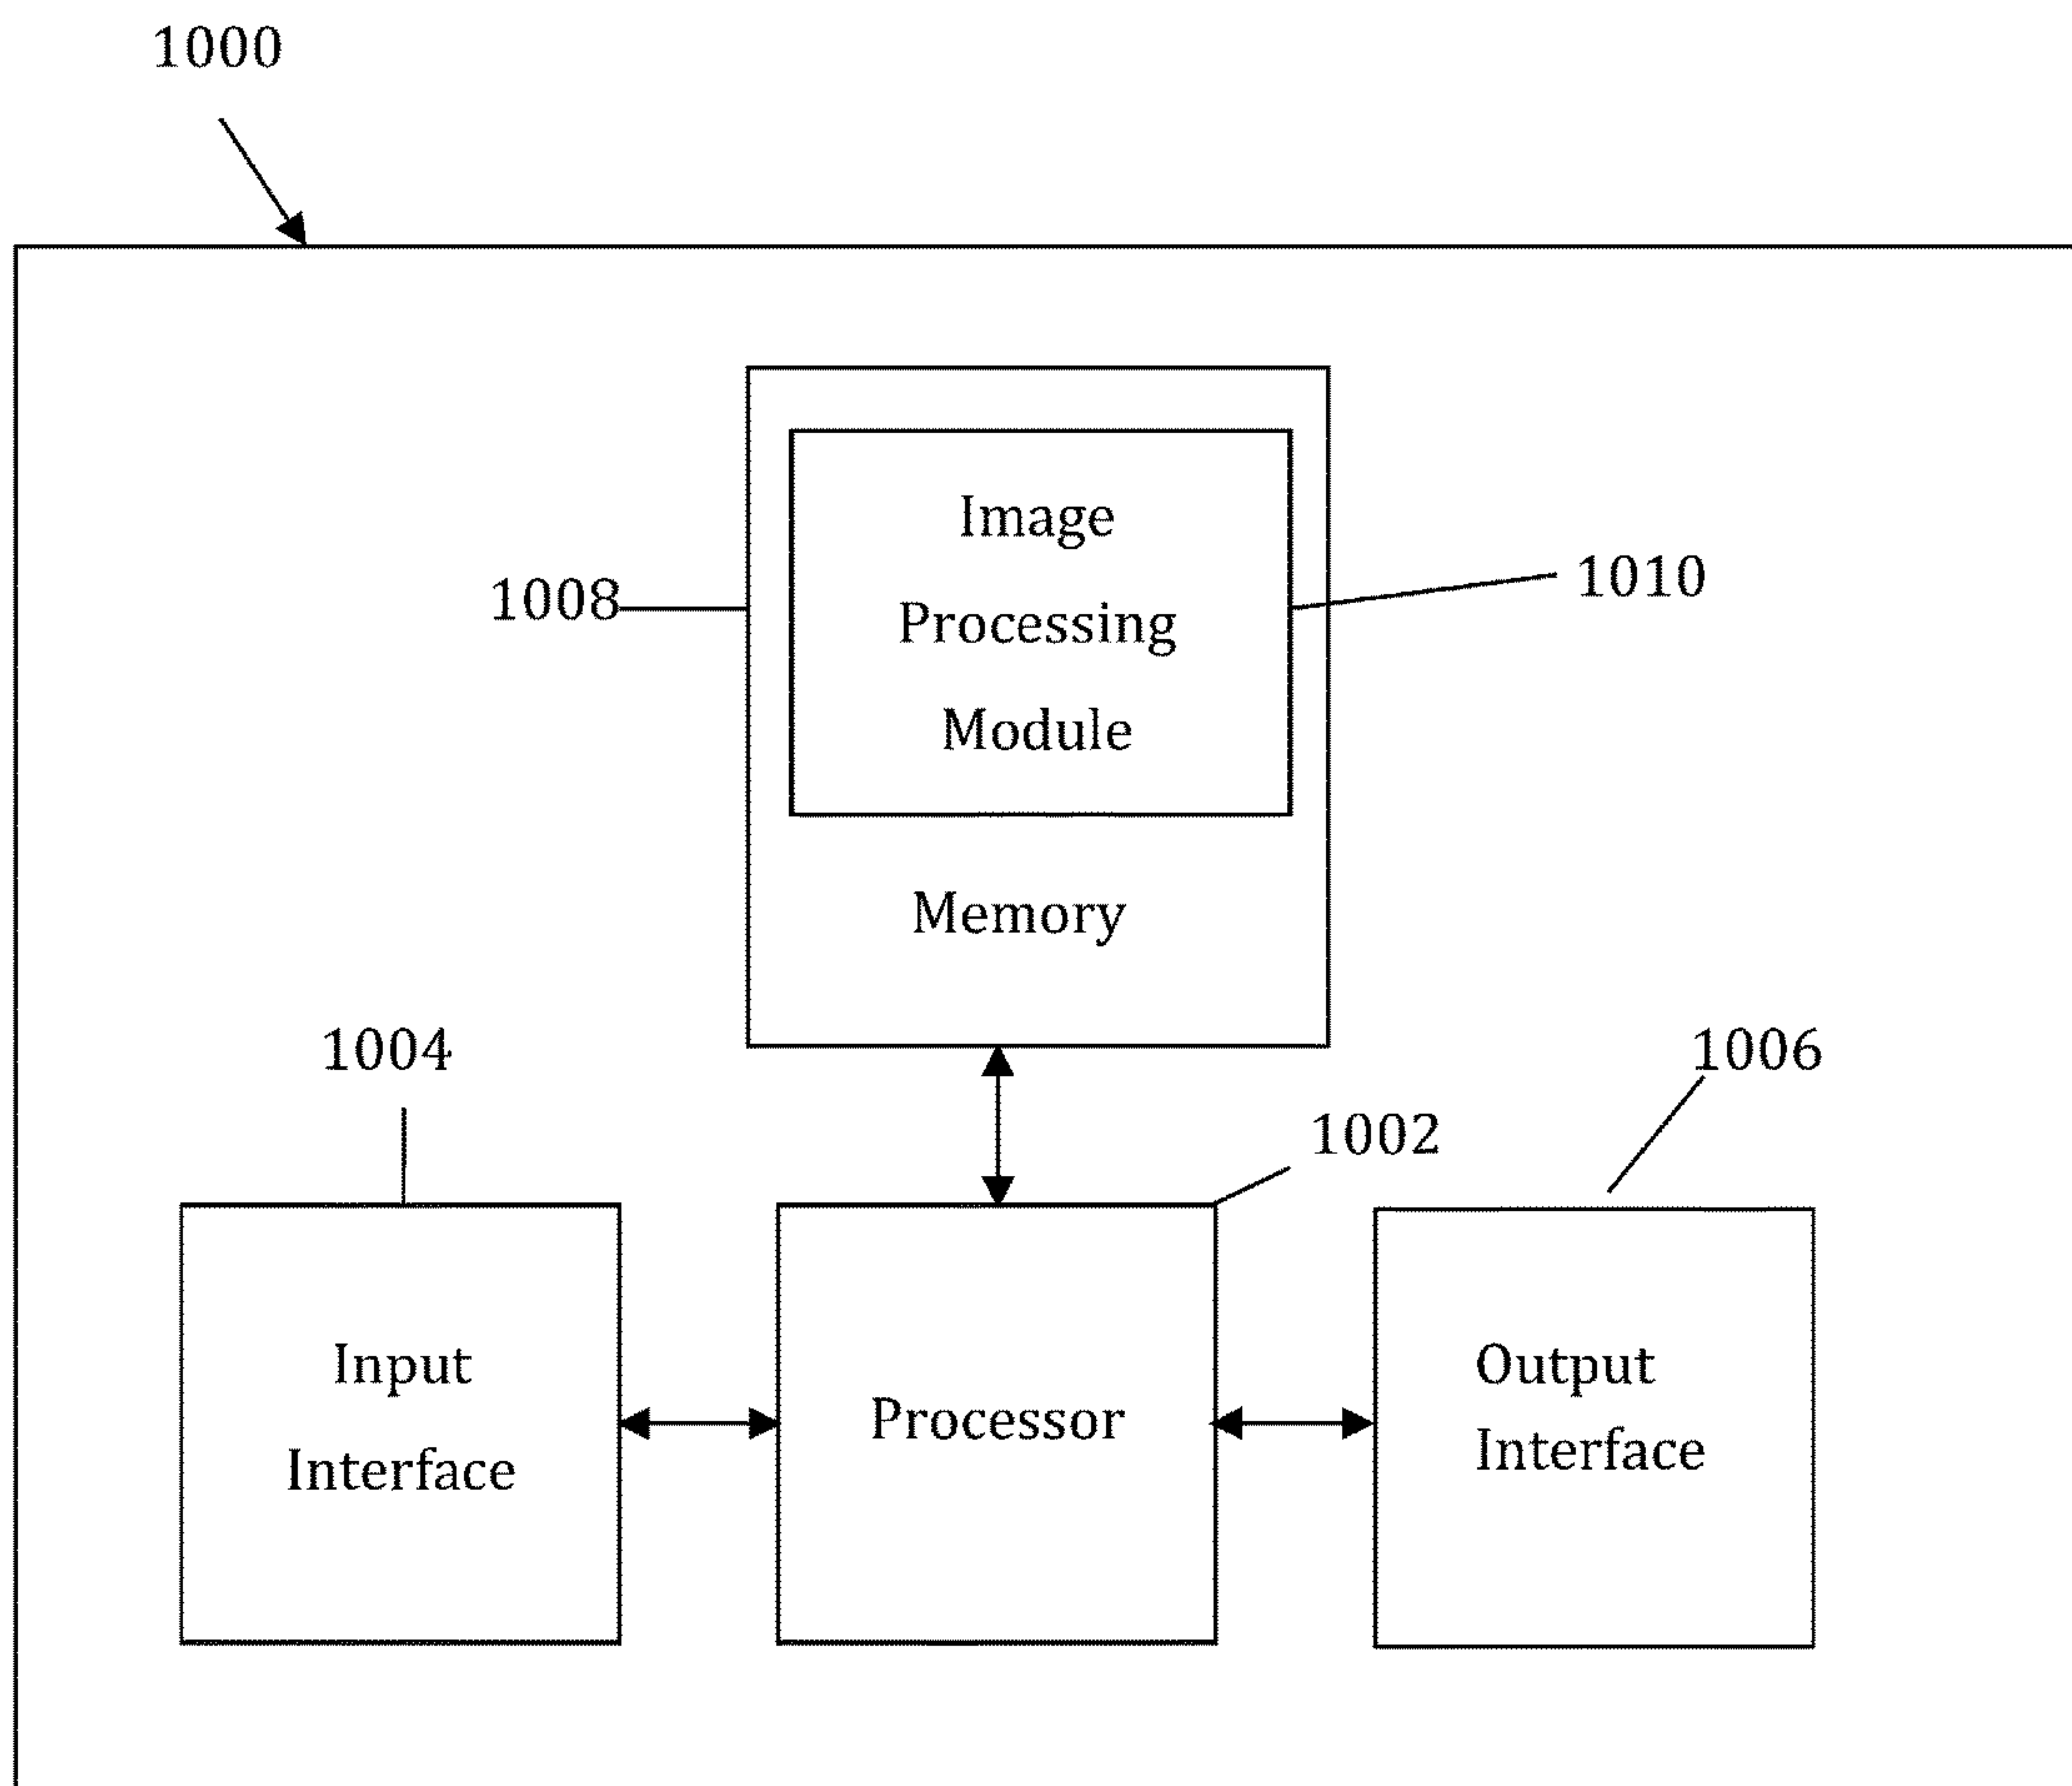 1000
Image
Processing
Module
1008
1010
Memory
1004
1006
1002
Input
Interface
Processor
Output
Interface